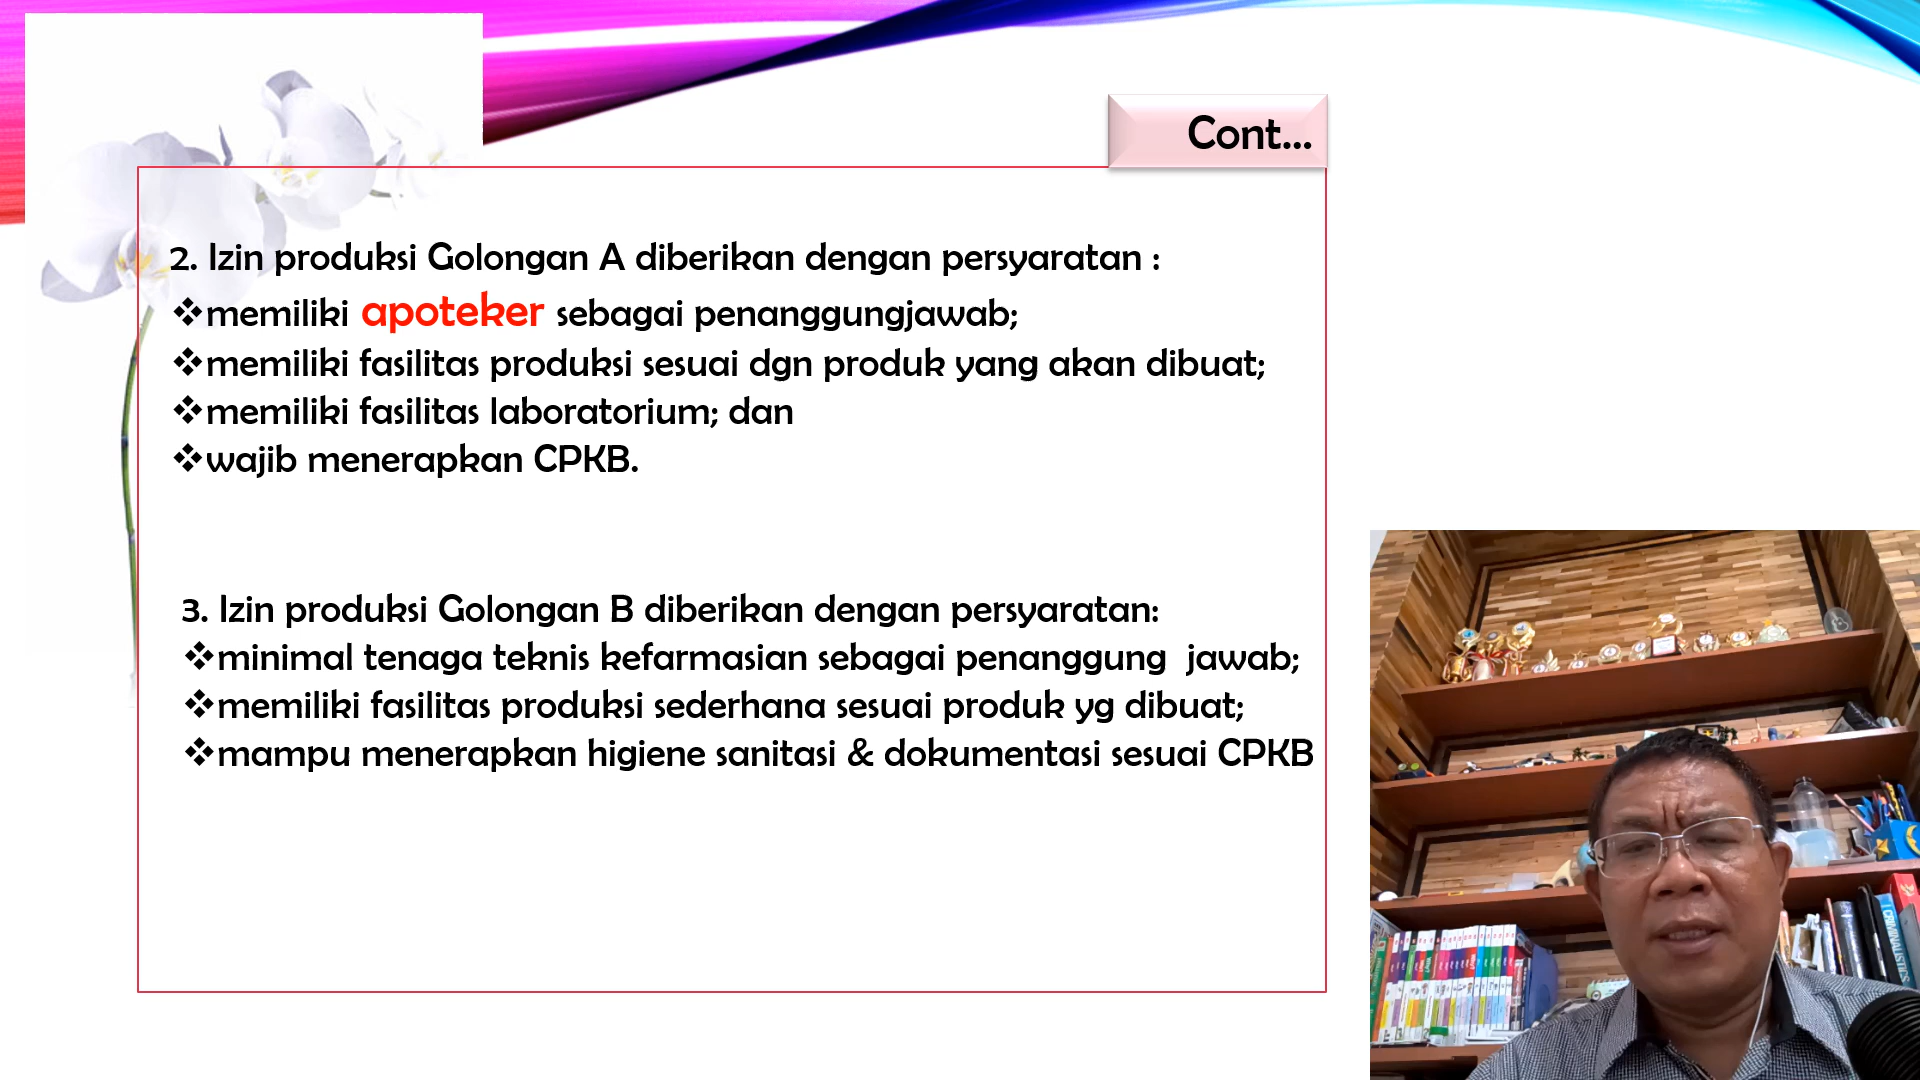 Cont...
2. Izin produksi Golongan A diberikan dengan persyaratan :
❖memiliki apoteker sebagai penanggungjawab;
❖memiliki fasilitas produksi sesuai dgn produk yang akan dibuat;
❖memiliki fasilitas laboratorium; dan
❖wajib menerapkan CPKB.
3. Izin produksi Golongan B diberikan dengan persyaratan:
❖minimal tenaga teknis kefarmasian sebagai penanggung  jawab;
❖memiliki fasilitas produksi sederhana sesuai produk yg dibuat;
❖mampu menerapkan higiene sanitasi & dokumentasi sesuai CPKB